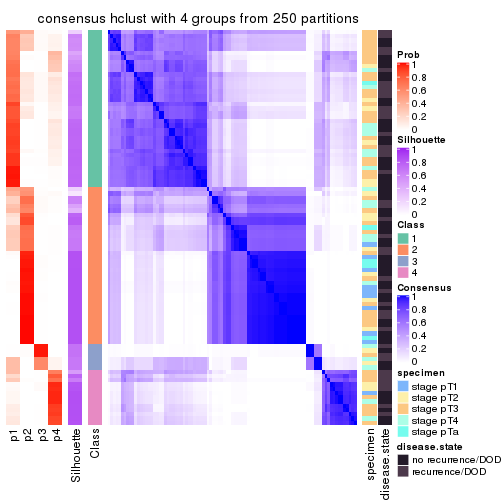 consensus hclust with 4 groups from 250 partitions
Prob
1
0.8
0.6
0.4
0.2
0
Silhouette
1
0.8
0.6
0.4
0.2
0
Class
1
2
3
4
Consensus
1
0.8
0.6
0.4
0.2
0
specimen
stage pT1
stage pT2
stage pT3
stage pT4
stage pTa
disease.state
no recurrence/DOD
recurrence/DOD
p1
p2
p3
p4
Silhouette
Class
specimen
disease.state